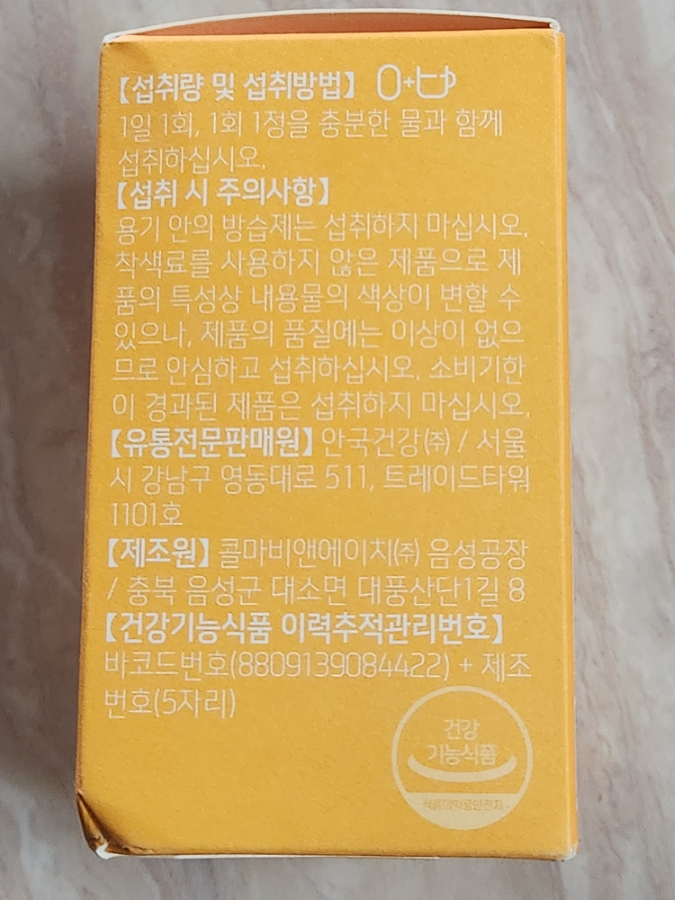 【섭취량 및 섭취방법】
1일 1회, 1회 1정을 충분한 물과 함께
섭취하십시오.
【섭취 시 주의사항】
용기 안의 방습제는 섭취하지 마십시오.
착색료를 사용하지 않은 제품으로 제
품의 특성상 내용물의 색상이 변할 수
있으나, 제품의 품질에는 이상이 없으
므로 안심하고 섭취하십시오. 소비기한
이 경과된 제품은 섭취하지 마십시오.
【유통전문판매원】 안국건강㈜ / 서울
시 강남구 영동대로 511, 트레이드타워
1101호
【제조원】 콜마비앤에이치㈜ 음성공장
/ 충북 음성군 대소면 대풍산단1길 8
【건강기능식품 이력추적관리번호】
바코드번호(8809139084422) + 제조
번호(5자리)
건강
기능식품
식품의약품안전처